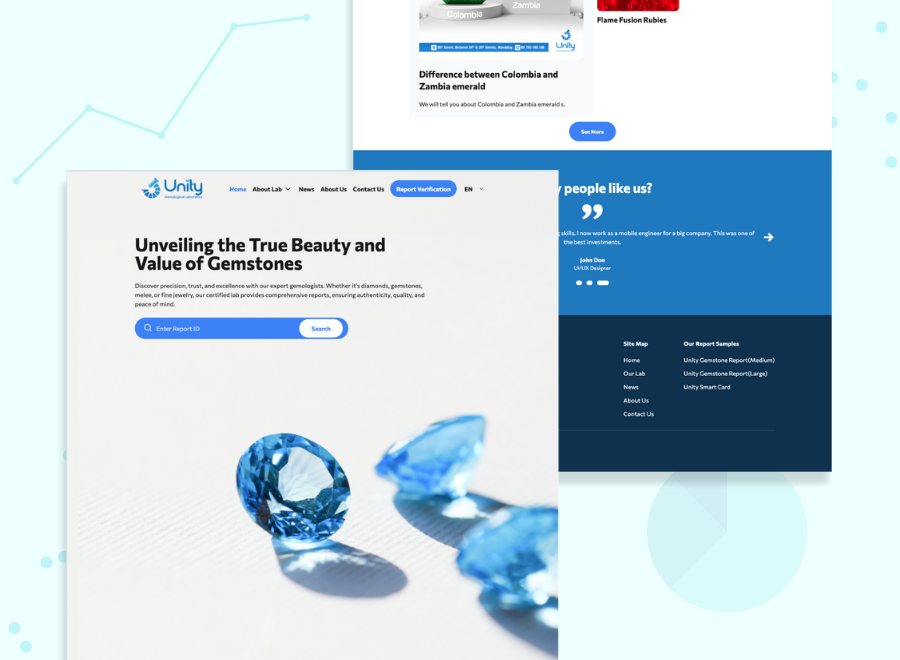 Colombia
Zambia
Unity
Flame Fusion Rubies
Difference between Colombia and
Zambia emerald
We will tell you about Colombia and Zambia emerald s.
See More
Unity
Home
About Lab
News
About Us
Contact Us
Report Verification
EN
Unveiling the True Beauty and
Value of Gemstones
Discover precision, trust, and excellence with our expert gemologists. Whether it's diamonds, gemstones,
melee, or fine jewelry, our certified lab provides comprehensive reports, ensuring authenticity, quality, and
peace of mind.
Enter Report ID
Search
people like us?
skills. I now work as a mobile engineer for a big company. This was one of
the best investments.
John Doe
UI/UX Designer
Site Map
Home
Our Lab
News
About Us
Contact Us
Our Report Samples
Unity Gemstone Report(Medium)
Unity Gemstone Report(Large)
Unity Smart Card